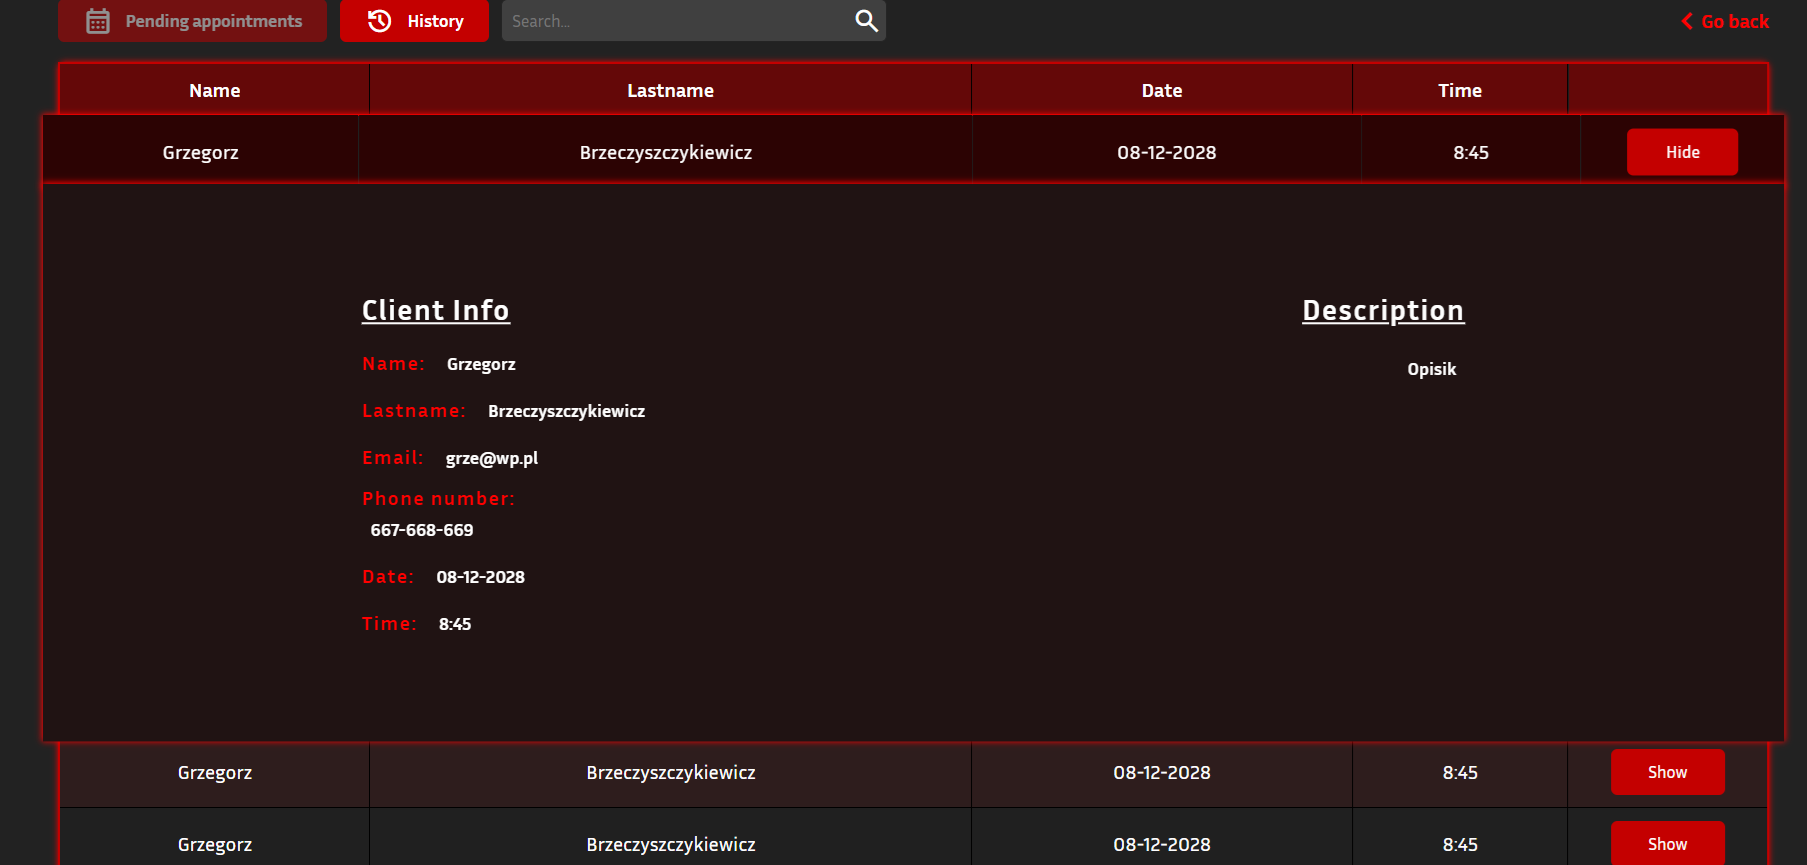 Pending appointments History Search... Go back
Name Lastname Date Time
Grzegorz Brzeczyszczykiewicz 08-12-2028 8:45 Hide
Client Info
Name: Grzegorz
Lastname: Brzeczyszczykiewicz
Email: grze@wp.pl
Phone number:
667-668-669
Date: 08-12-2028
Time: 8:45
Description
Opisik
Grzegorz Brzeczyszczykiewicz 08-12-2028 8:45 Show
Grzegorz Brzeczyszczykiewicz 08-12-2028 8:45 Show